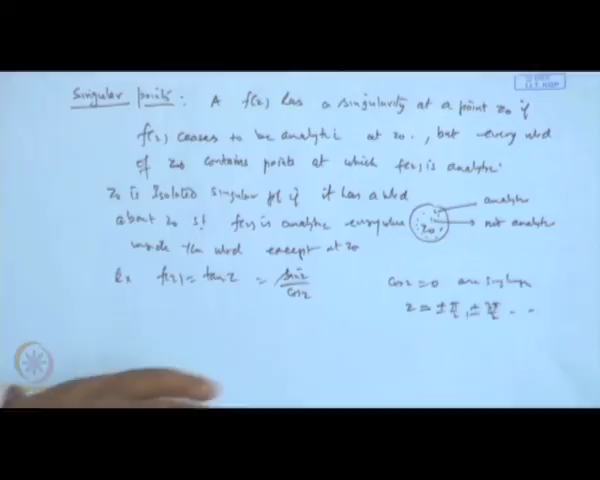 Singular points : A f(z) has a singularity at a point z₀ if
f(z) ceases to be analytic at z₀ , but every nbd
of z₀ contains points at which f(z) is analytic.
z₀ is Isolated singular pt if it has a nbd
about z₀ s.t f(z) is analytic everywhere
inside the nbd except at z₀
z₀
analytic
not analytic
Ex f(z) = tan z = sin z / cos z
cos z = 0 are
z = ± π/2 , ± 3π/2 - -